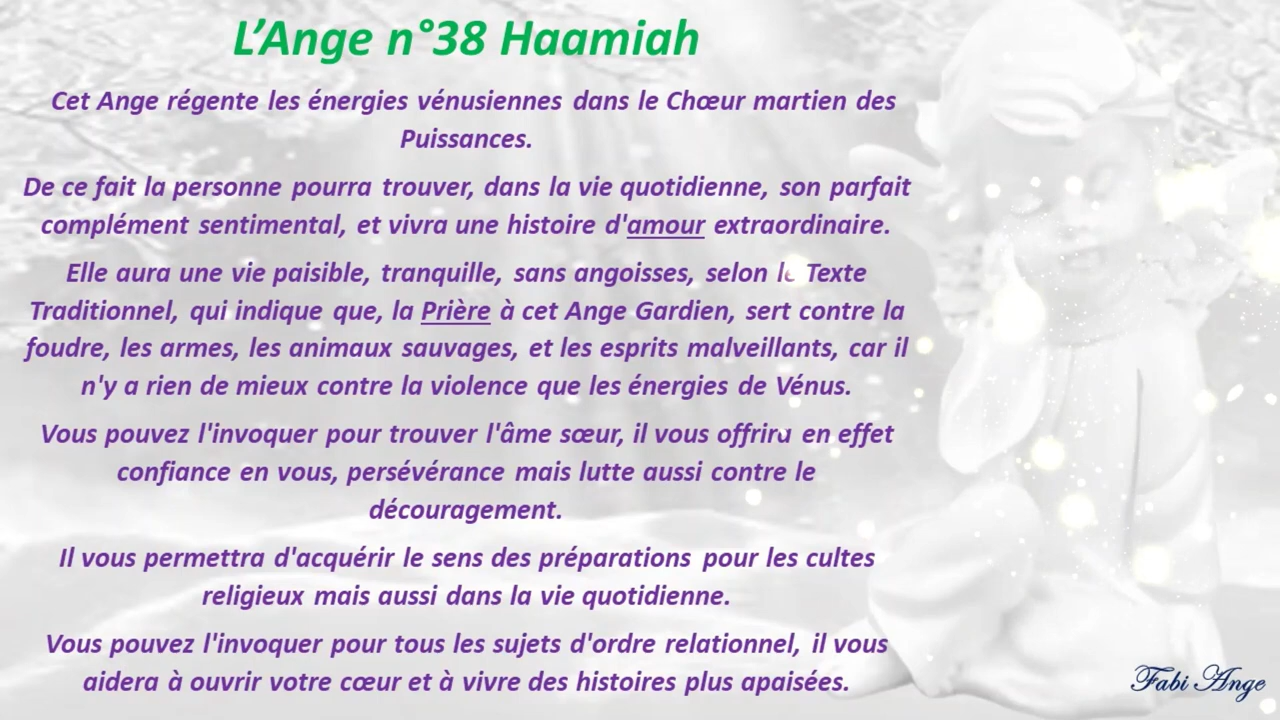 L’Ange n°38 Haamiah
Cet Ange régente les énergies vénusiennes dans le Chœur martien des
Puissances.
De ce fait la personne pourra trouver, dans la vie quotidienne, son parfait
complément sentimental, et vivra une histoire d'amour extraordinaire.
Elle aura une vie paisible, tranquille, sans angoisses, selon le Texte
Traditionnel, qui indique que, la Prière à cet Ange Gardien, sert contre la
foudre, les armes, les animaux sauvages, et les esprits malveillants, car il
n'y a rien de mieux contre la violence que les énergies de Vénus.
Vous pouvez l'invoquer pour trouver l'âme sœur, il vous offrira en effet
confiance en vous, persévérance mais lutte aussi contre le
découragement.
Il vous permettra d'acquérir le sens des préparations pour les cultes
religieux mais aussi dans la vie quotidienne.
Vous pouvez l'invoquer pour tous les sujets d'ordre relationnel, il vous
aidera à ouvrir votre cœur et à vivre des histoires plus apaisées.
Fabi Ange